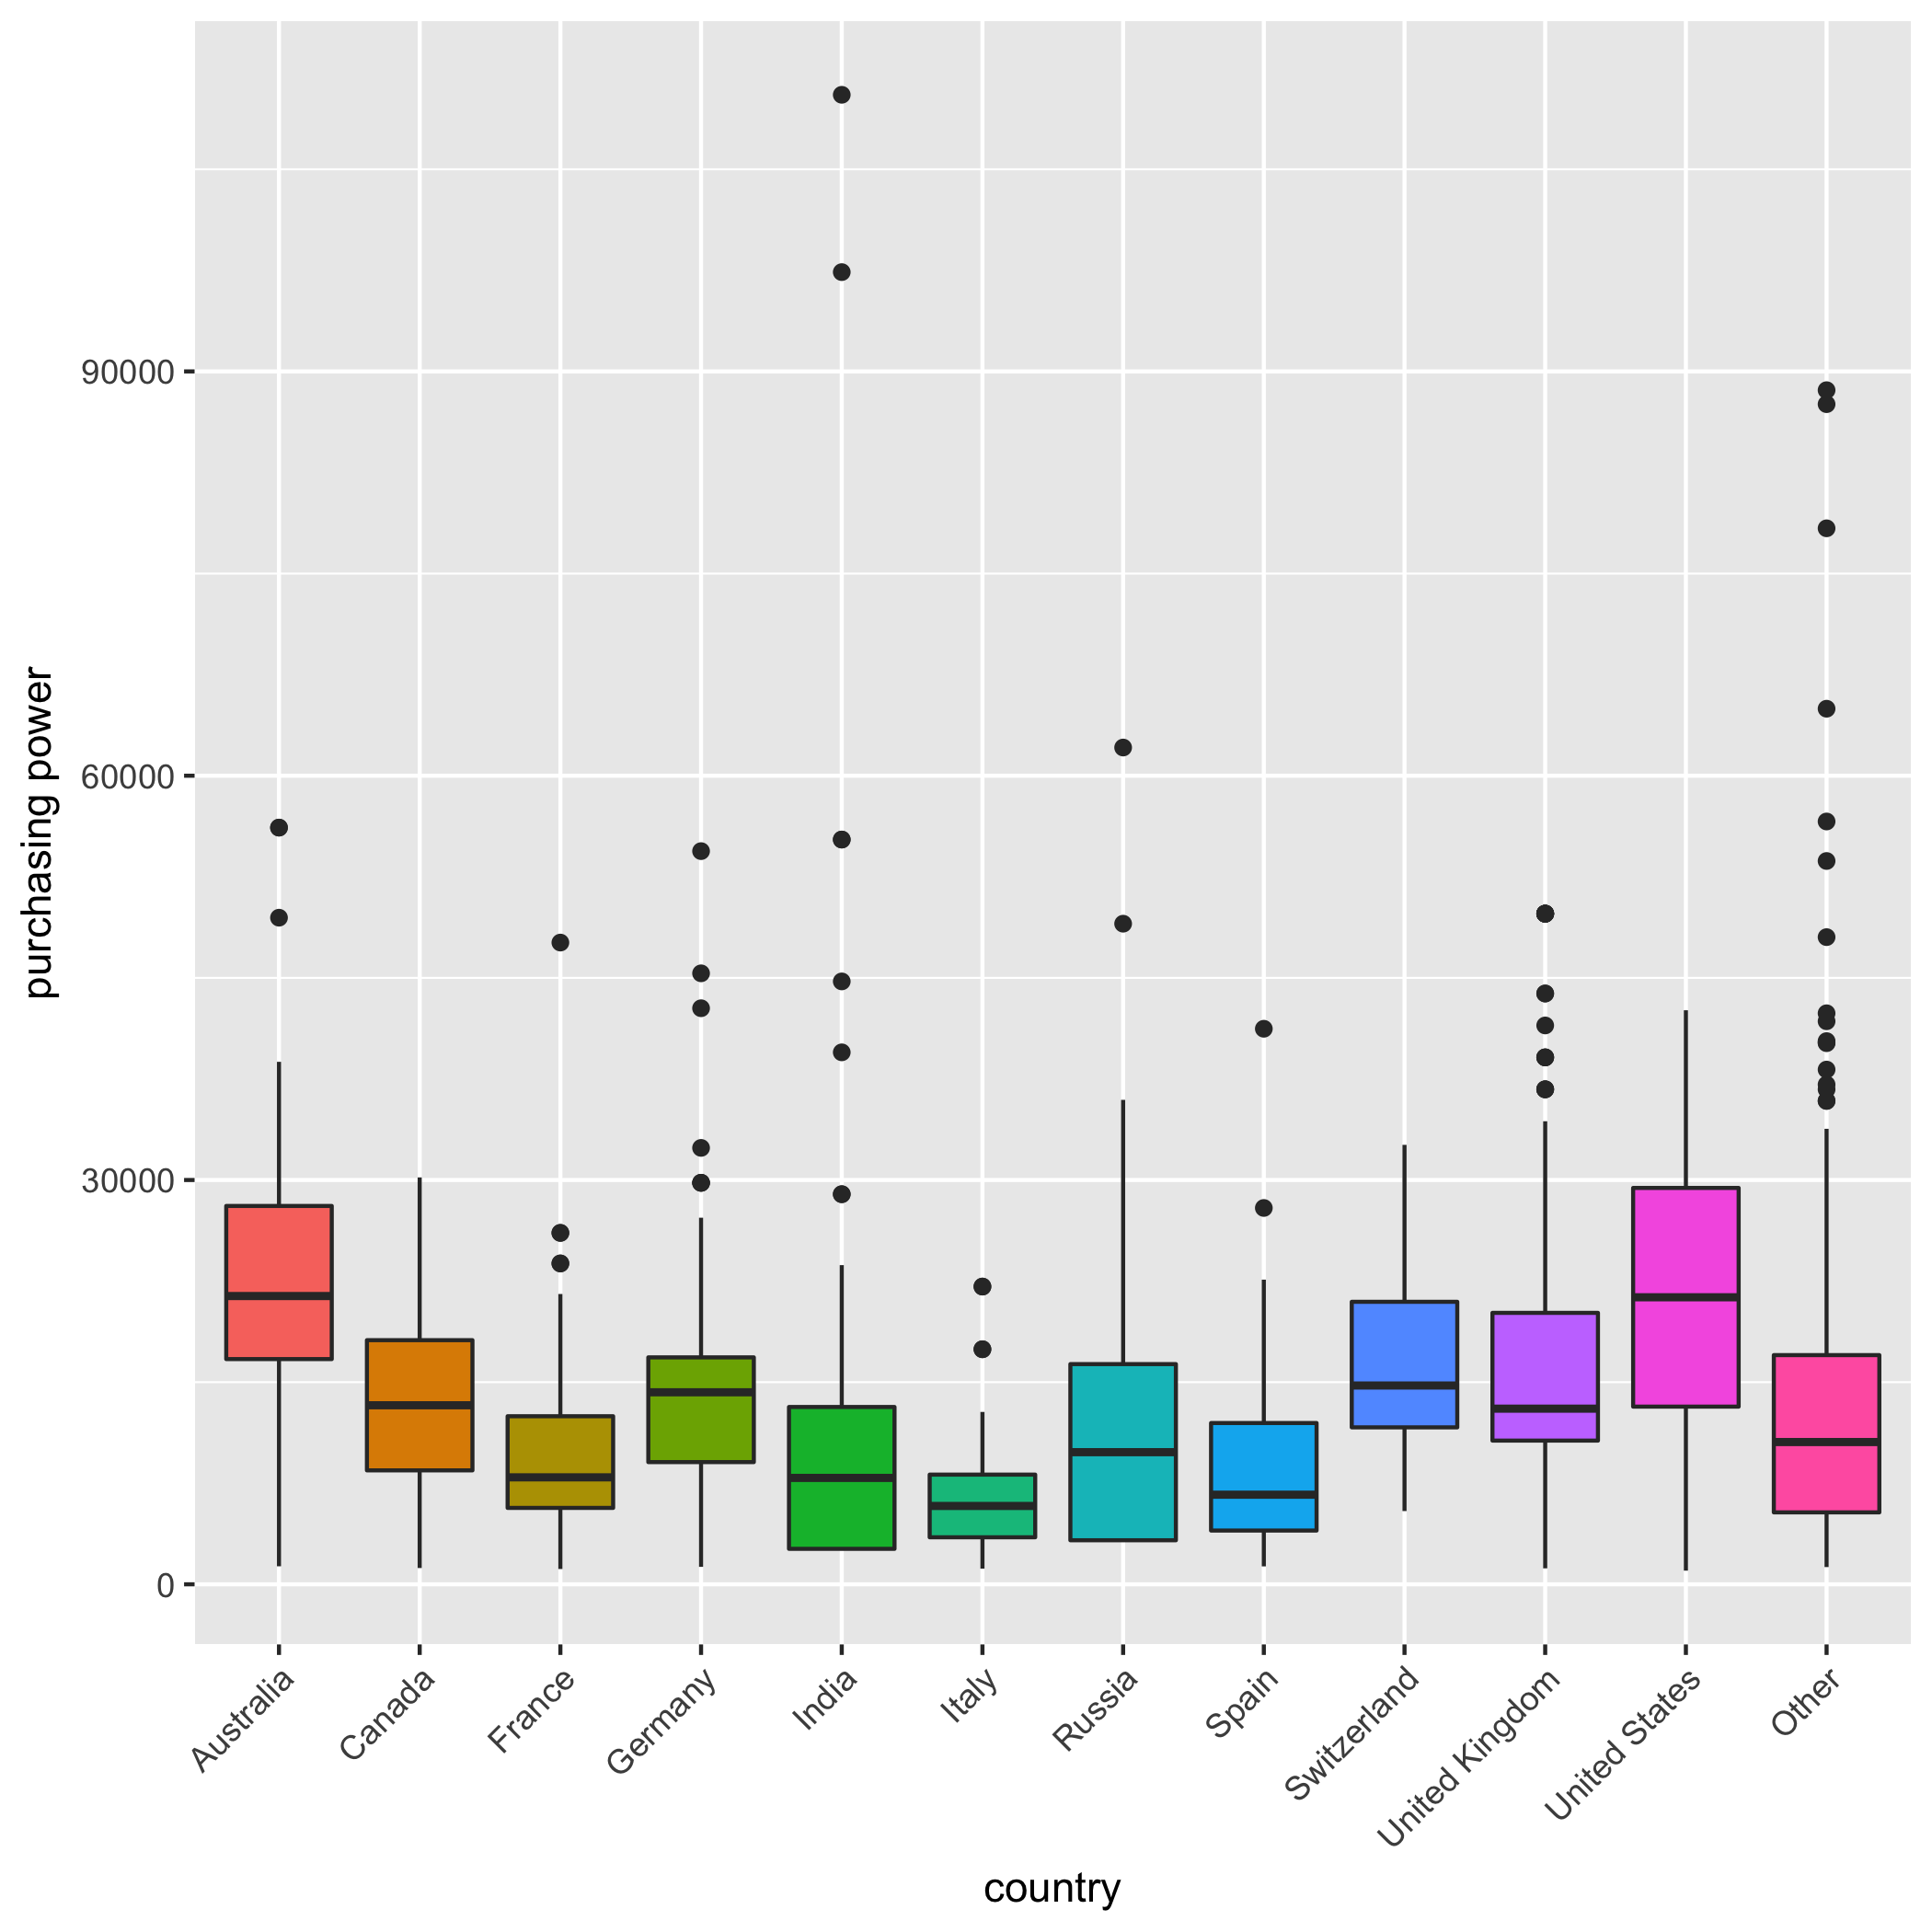 purchasing power
90000
60000
30000
0
Australia
Canada
France
Germany
India
Italy
Russia
Spain
Switzerland
United Kingdom
United States
Other
country